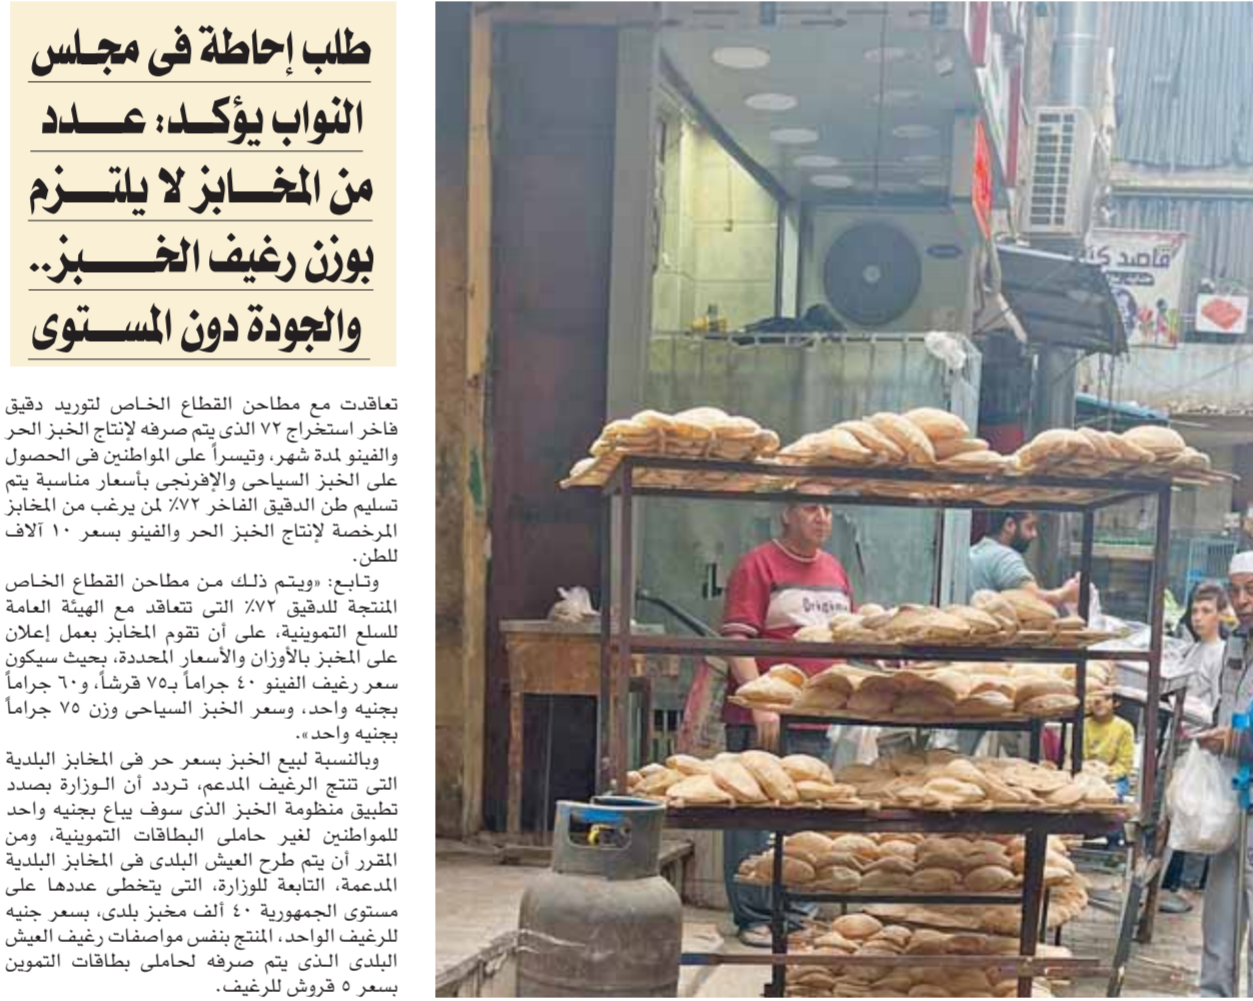 طلب إحاطة فى مجلس
النواب يؤكد: عدد
من المخابز لا يلتزم
بوزن رغيف الخبز..
والجودة دون المستوى
تعاقدت مع مطاحن القطاع الخاص لتوريد دقيق
فاخر استخراج ٧٢ الذى يتم صرفه لإنتاج الخبز الحر
والفينو لمدة شهر، وتيسراً على المواطنين فى الحصول
على الخبز السياحى والإفرنجى بأسعار مناسبة يتم
تسليم طن الدقيق الفاخر ٧٢٪ لمن يرغب من المخابز
المرخصة لإنتاج الخبز الحر والفينو بسعر ١٠ آلاف
للطن.
وتابع: «ويتم ذلك من مطاحن القطاع الخاص
المنتجة للدقيق ٧٢٪ التى تتعاقد مع الهيئة العامة
للسلع التموينية، على أن تقوم المخابز بعمل إعلان
على المخبز بالأوزان والأسعار المحددة، بحيث سيكون
سعر رغيف الفينو ٤٠ جراماً بـ٧٥ قرشاً، و٦٠ جراماً
بجنيه واحد، وسعر الخبز السياحى وزن ٧٥ جراماً
بجنيه واحد».
وبالنسبة لبيع الخبز بسعر حر فى المخابز البلدية
التى تنتج الرغيف المدعم، تردد أن الوزارة بصدد
تطبيق منظومة الخبز الذى سوف يباع بجنيه واحد
للمواطنين لغير حاملى البطاقات التموينية، ومن
المقرر أن يتم طرح العيش البلدى فى المخابز البلدية
المدعمة، التابعة للوزارة، التى يتخطى عددها على
مستوى الجمهورية ٤٠ ألف مخبز بلدى، بسعر جنيه
للرغيف الواحد، المنتج بنفس مواصفات رغيف العيش
البلدى الذى يتم صرفه لحاملى بطاقات التموين
بسعر ٥ قروش للرغيف.
قاصد